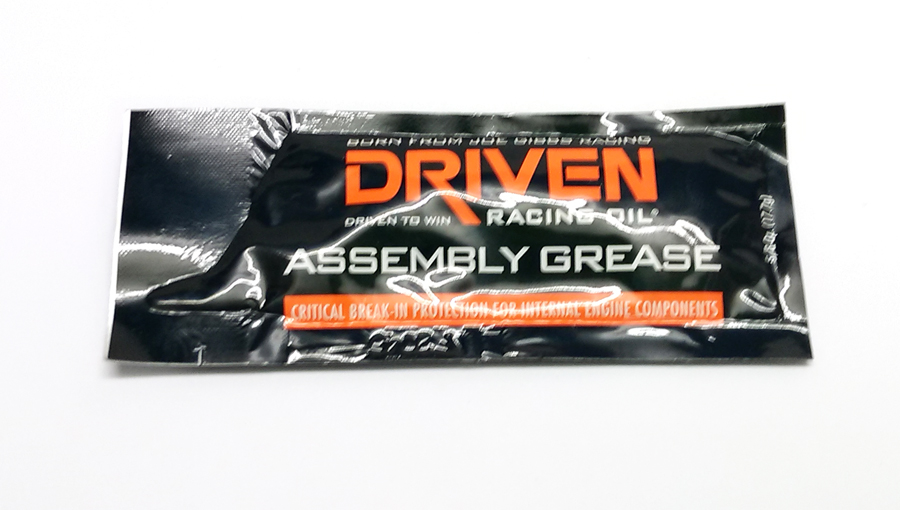 BORN FROM JOE GIBBS RACING
DRIVEN
DRIVEN TO WIN RACING OIL®
ASSEMBLY GREASE
CRITICAL BREAK-IN PROTECTION FOR INTERNAL ENGINE COMPONENTS